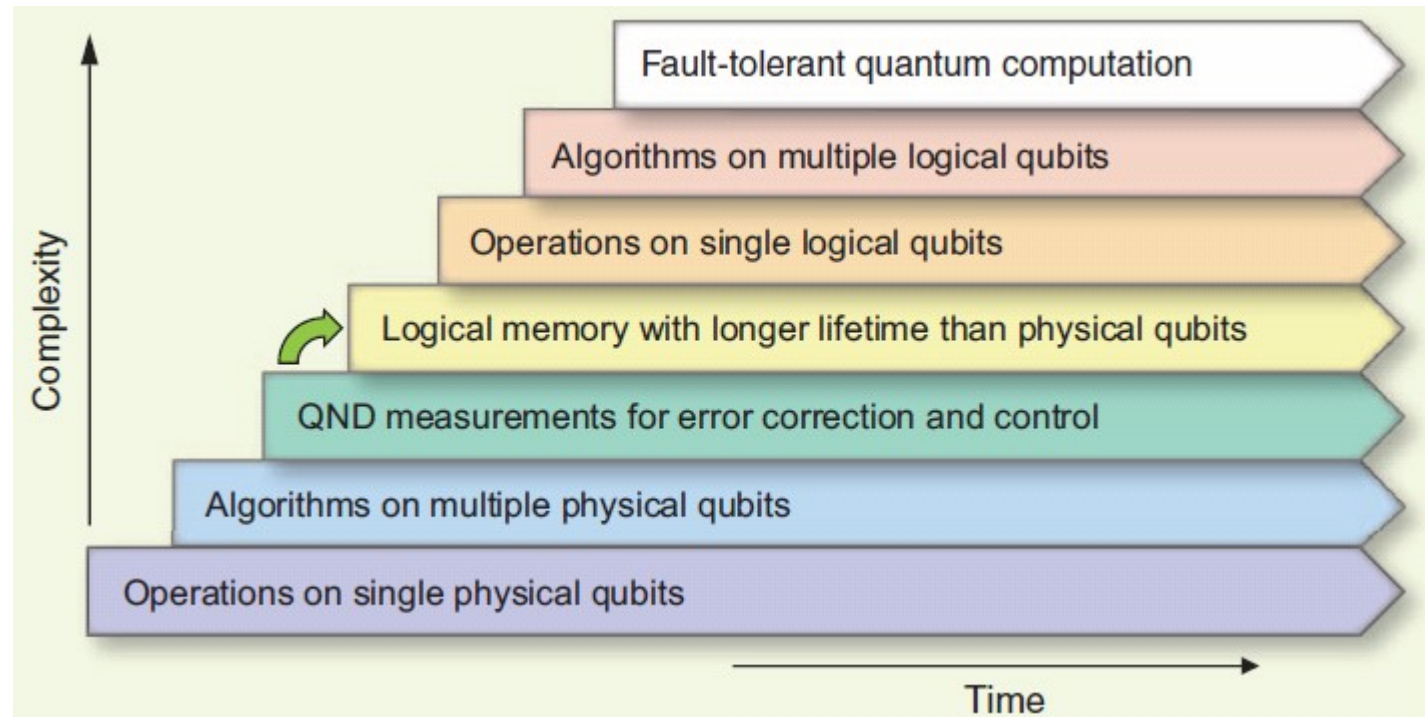 Fault-tolerant quantum computation
Algorithms on multiple logical qubits
Operations on single logical qubits
Logical memory with longer lifetime than physical qubits
QND measurements for error correction and control
Algorithms on multiple physical qubits
Operations on single physical qubits
Complexity
Time